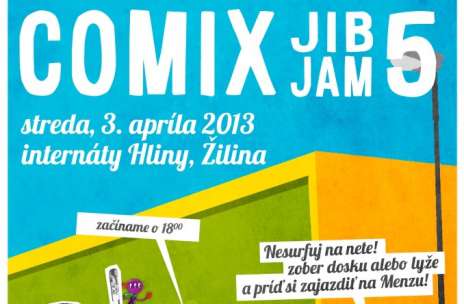 COMIX JIB JAM 5
streda, 3. apríla 2013
internáty Hliny, Žilina
začíname o 18⁰⁰
Nesurfuj na nete!
zober dosku alebo lyže
a príď si zajazdiť na Menzu!